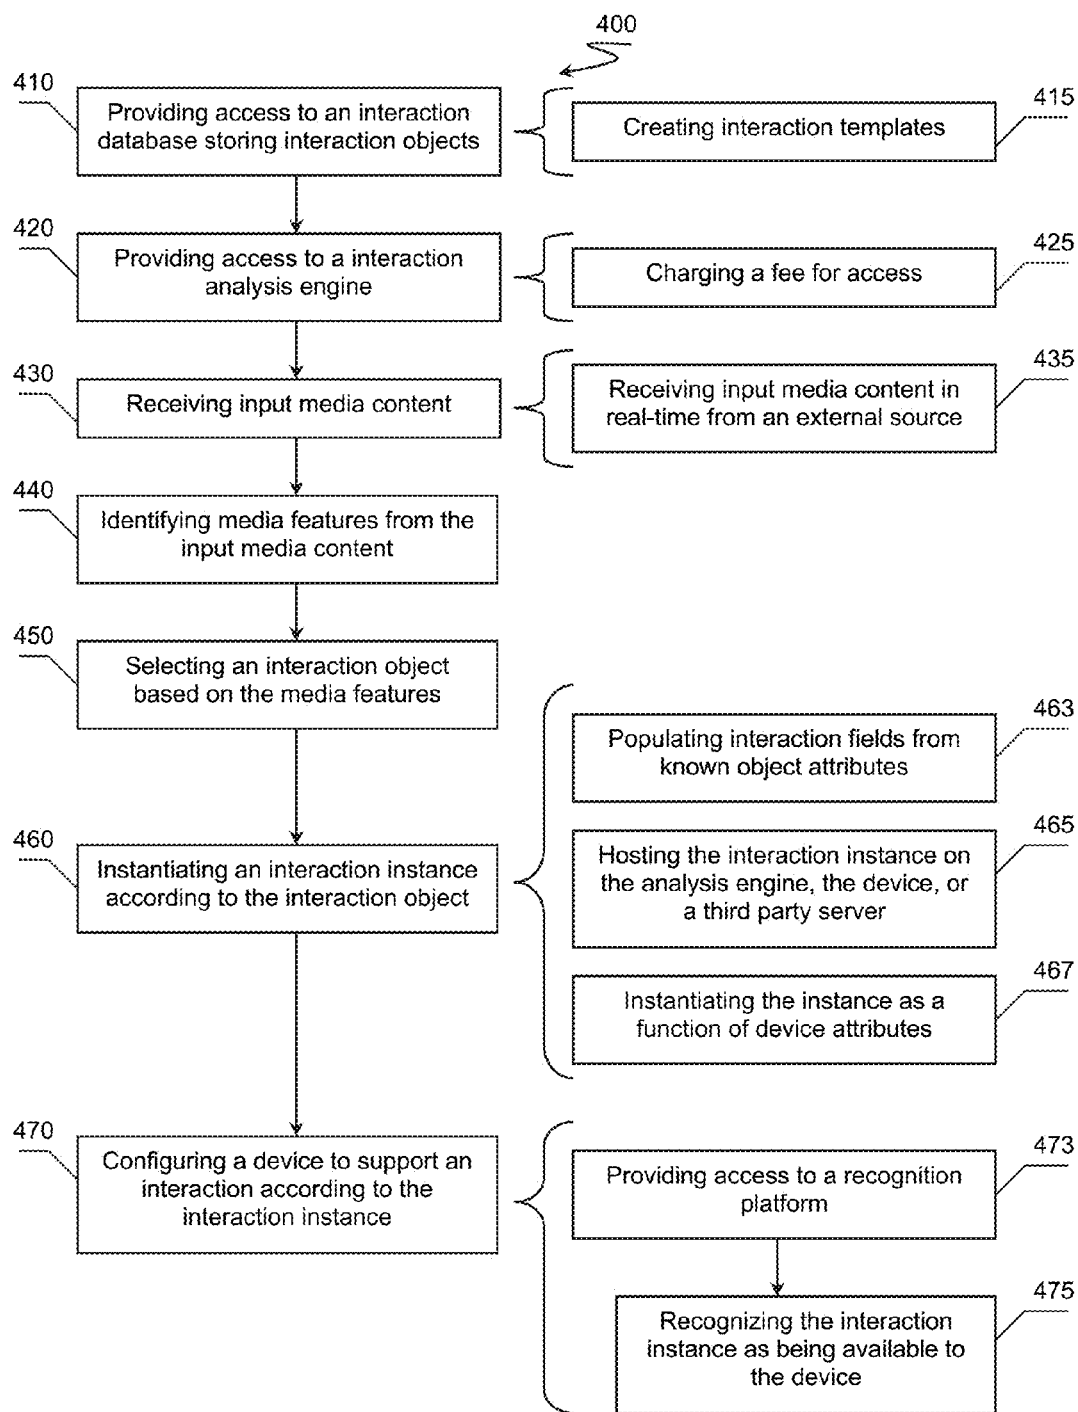 400
410
Providing access to an interaction
database storing interaction objects
415
Creating interaction templates
420
Providing access to a interaction
analysis engine
425
Charging a fee for access
430
Receiving input media content
435
Receiving input media content in
real-time from an external source
440
Identifying media features from the
input media content
450
Selecting an interaction object
based on the media features
463
Populating interaction fields from
known object attributes
460
Instantiating an interaction instance
according to the interaction object
465
Hosting the interaction instance on
the analysis engine, the device, or
a third party server
467
Instantiating the instance as a
function of device attributes
470
Configuring a device to support an
interaction according to the
interaction instance
473
Providing access to a recognition
platform
475
Recognizing the interaction
instance as being available to
the device